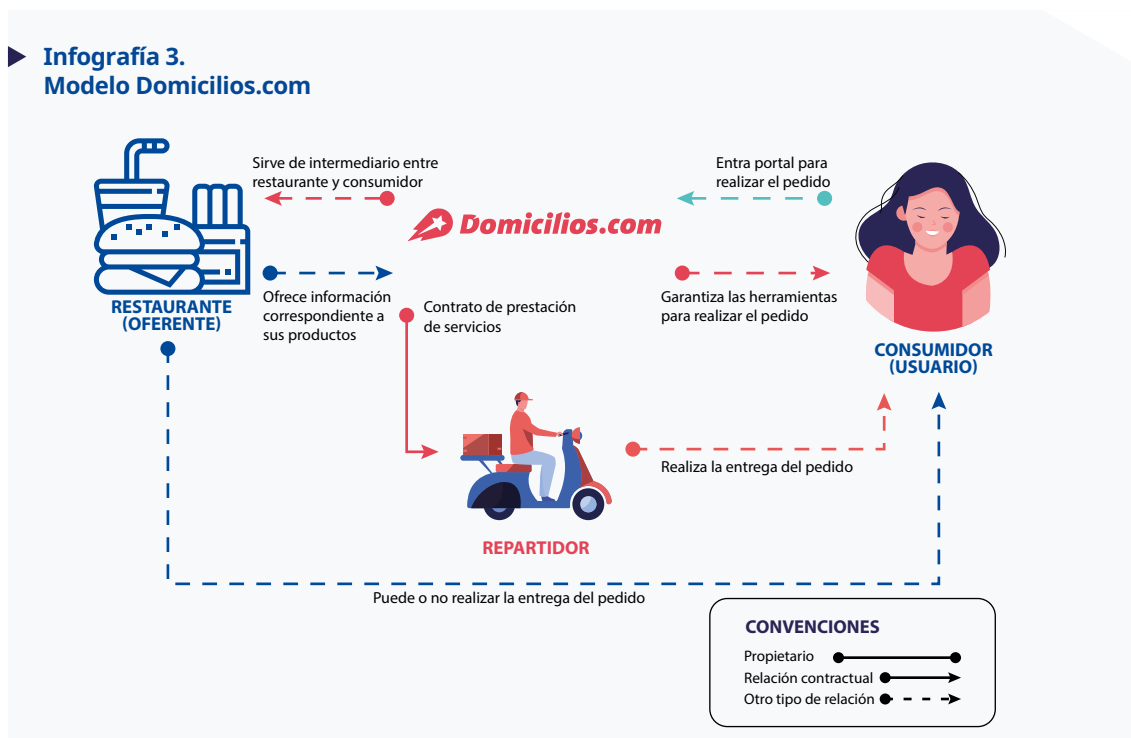 Infografía 3.
Modelo Domicilios.com
Sirve de intermediario entre
restaurante y consumidor
Entra portal para
realizar el pedido
Domicilios.com
RESTAURANTE
(OFERENTE)
Ofrece información
correspondiente a
sus productos
Contrato de prestación
de servicios
Garantiza las herramientas
para realizar el pedido
CONSUMIDOR
(USUARIO)
Realiza la entrega del pedido
REPARTIDOR
Puede o no realizar la entrega del pedido
CONVENCIONES
Propietario
Relación contractual
Otro tipo de relación